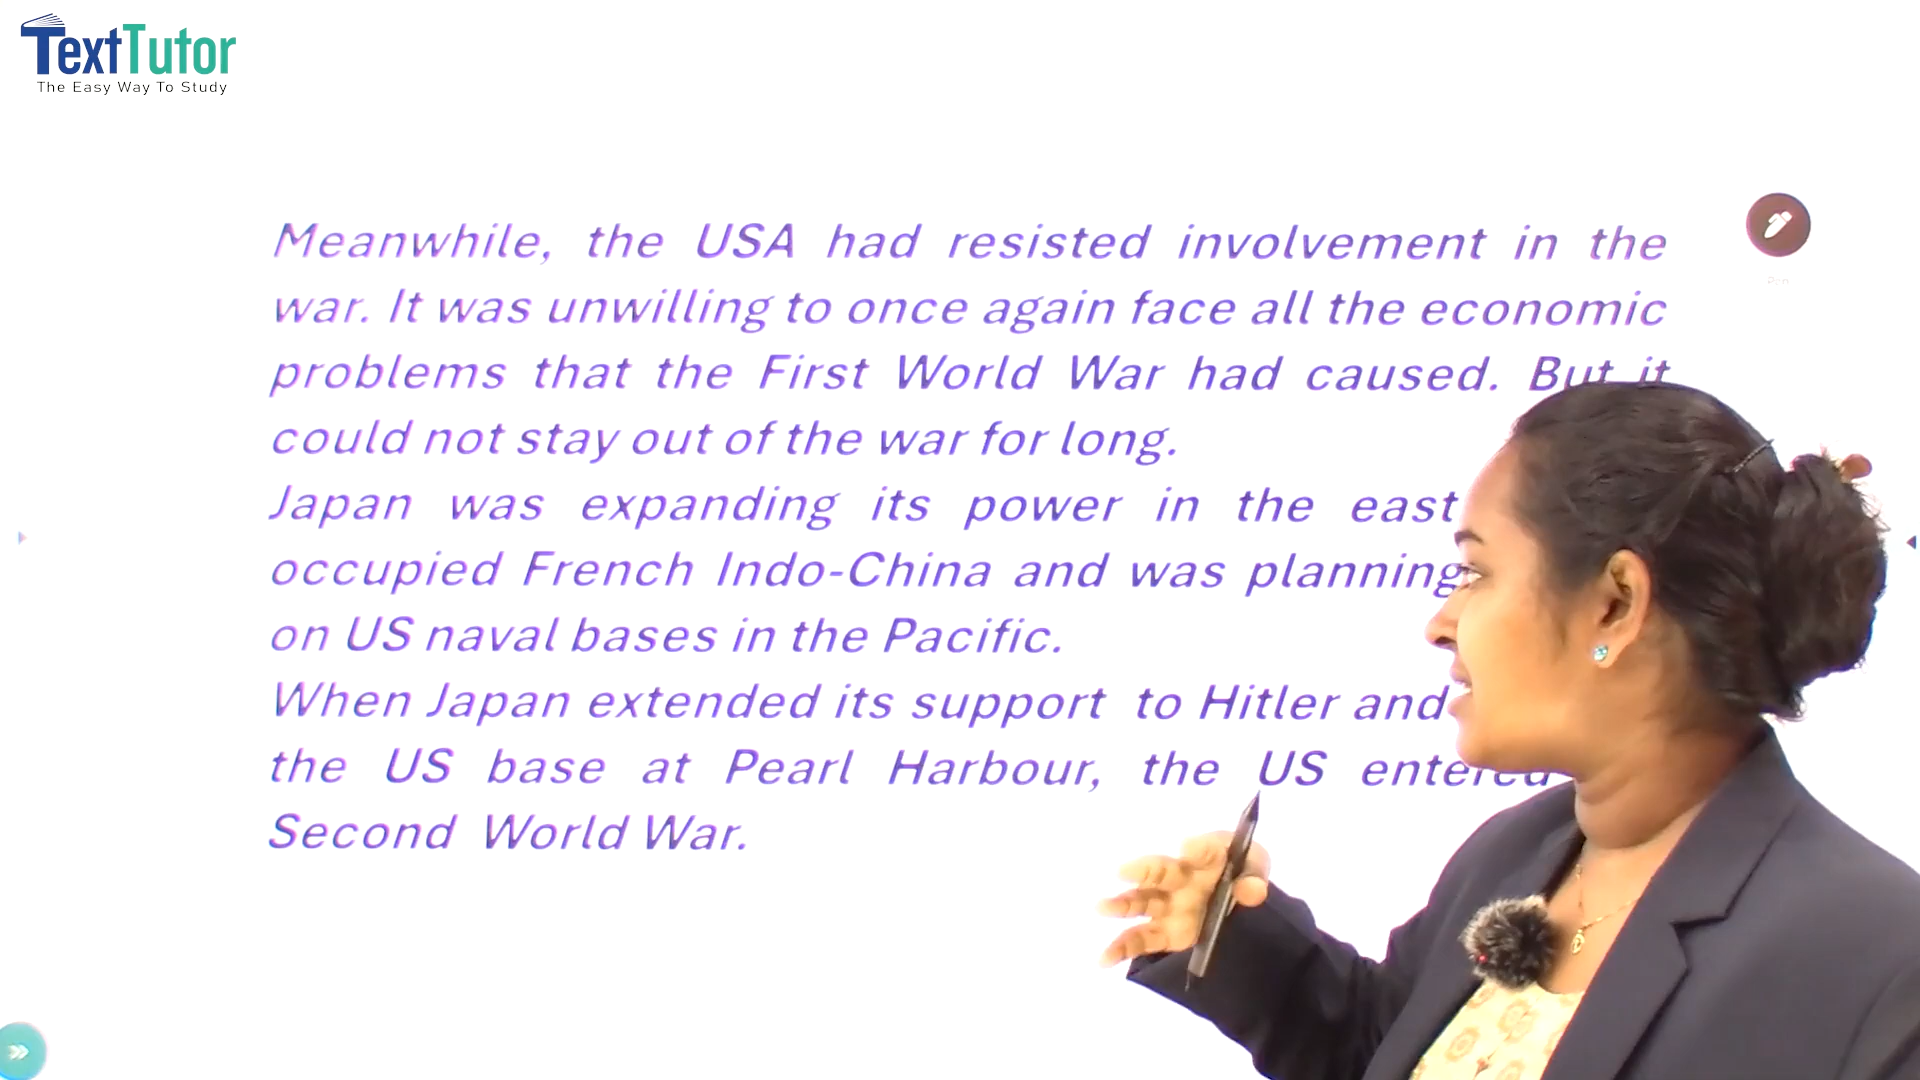 TextTutor
The Easy Way To Study
Meanwhile, the USA had resisted involvement in the
war. It was unwilling to once again face all the economic
problems that the First World War had caused. But it
could not stay out of the war for long.
Japan was expanding its power in the east
occupied French Indo-China and was planning
on US naval bases in the Pacific.
When Japan extended its support to Hitler and
the US base at Pearl Harbour, the US entered
Second World War.
Pen